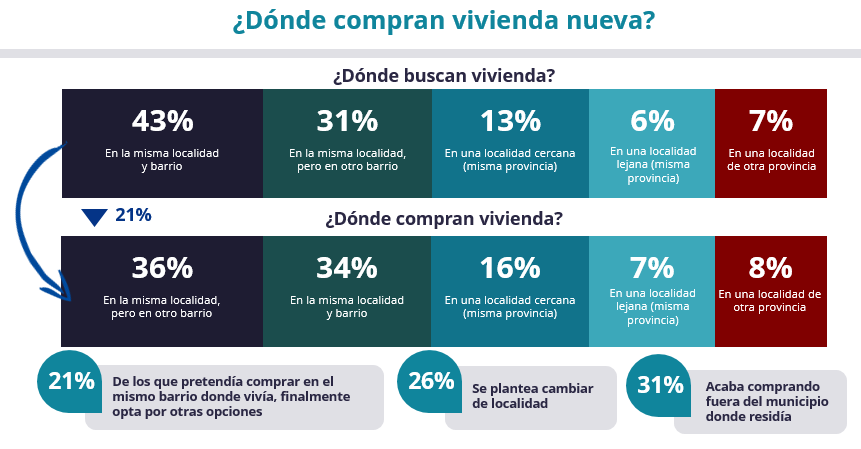 ¿Dónde compran vivienda nueva?
¿Dónde buscan vivienda?
43%
En la misma localidad
y barrio
31%
En la misma localidad,
pero en otro barrio
13%
En una localidad cercana
(misma provincia)
6%
En una localidad
lejana (misma
provincia)
7%
En una localidad
de otra provincia
21%
¿Dónde compran vivienda?
36%
En la misma localidad,
pero en otro barrio
34%
En la misma localidad
y barrio
16%
En una localidad cercana
(misma provincia)
7%
En una localidad
lejana (misma
provincia)
8%
En una localidad de
otra provincia
21%
De los que pretendía comprar en el
mismo barrio donde vivía, finalmente
opta por otras opciones
26%
Se plantea cambiar
de localidad
31%
Acaba comprando
fuera del municipio
donde residía